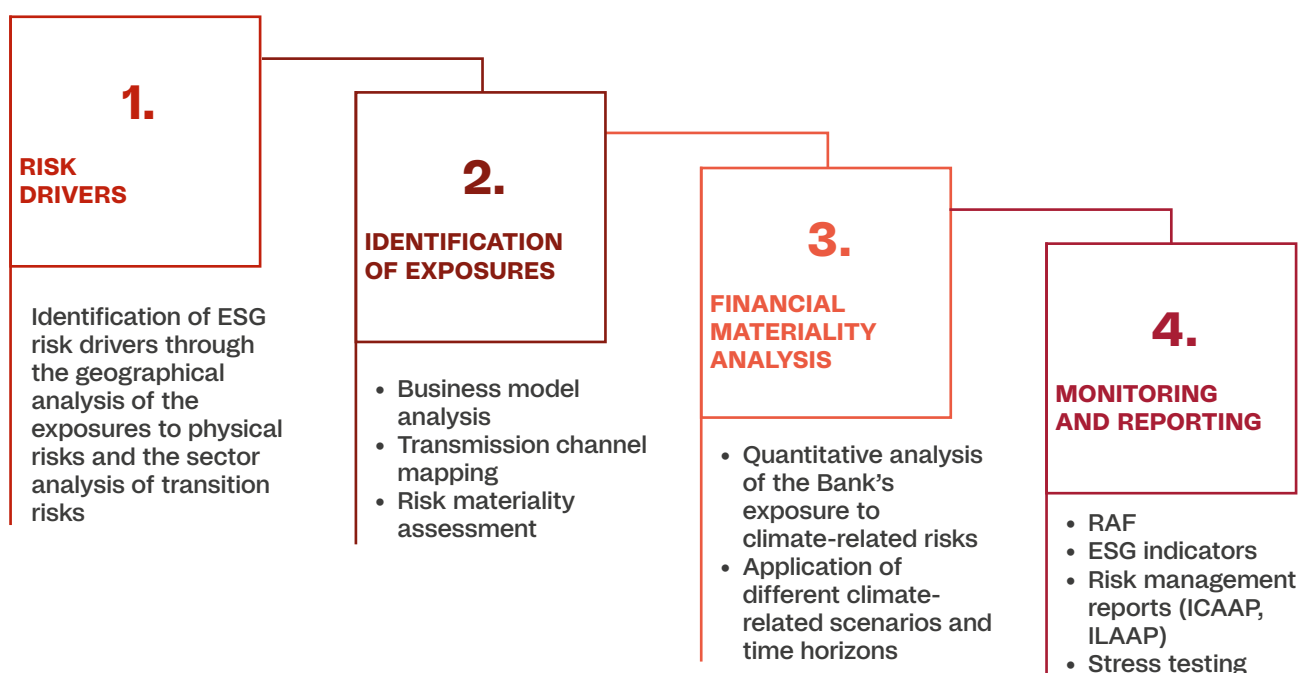 1.
RISK
DRIVERS
Identification of ESG
risk drivers through
the geographical
analysis of the
exposures to physical
risks and the sector
analysis of transition
risks
2.
IDENTIFICATION
OF EXPOSURES
• Business model
analysis
• Transmission channel
mapping
• Risk materiality
assessment
3.
FINANCIAL
MATERIALITY
ANALYSIS
• Quantitative analysis
of the Bank's
exposure to
climate-related risks
• Application of
different climate-
related scenarios and
time horizons
4.
MONITORING
AND REPORTING
• RAF
• ESG indicators
• Risk management
reports (ICAAP,
ILAAP)
• Stress testing